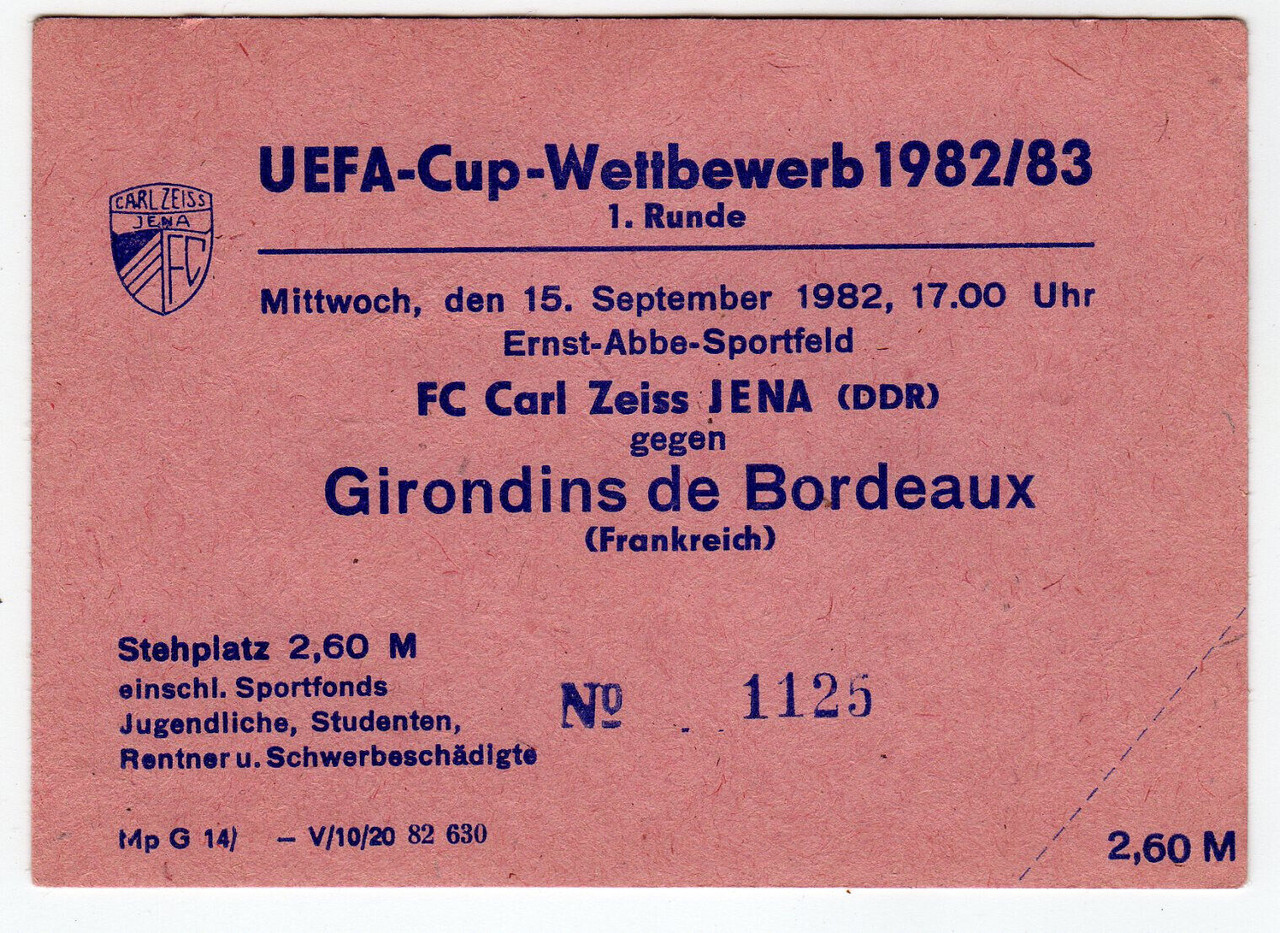 UEFA-Cup-Wettbewerb 1982/83
1. Runde
CARL ZEISS
JENA
FC
Mittwoch, den 15. September 1982, 17.00 Uhr
Ernst-Abbe-Sportfeld
FC Carl Zeiss JENA (DDR)
gegen
Girondins de Bordeaux
(Frankreich)
Stehplatz 2,60 M
einschl. Sportfonds
Jugendliche, Studenten,
Rentner u. Schwerbeschädigte
No 1125
Mp G 14/ – V/10/20 82 630
2,60 M